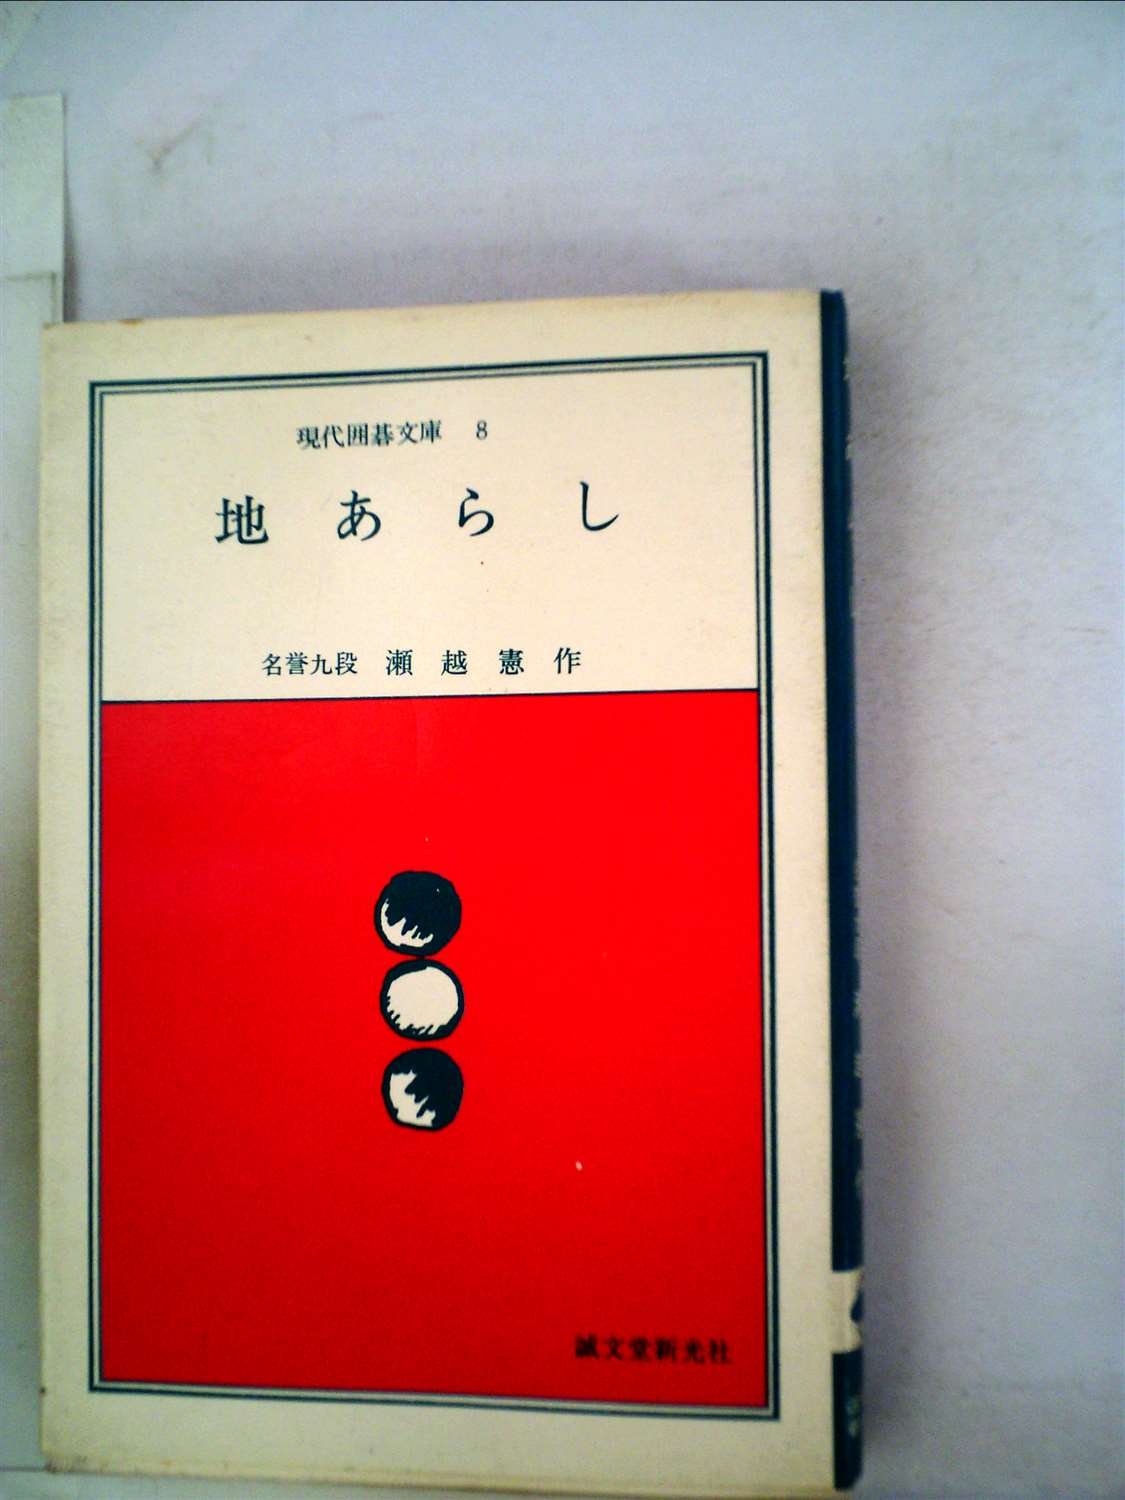 現代囲碁文庫 8
地あらし
名誉九段 瀬越憲作
誠文堂新光社